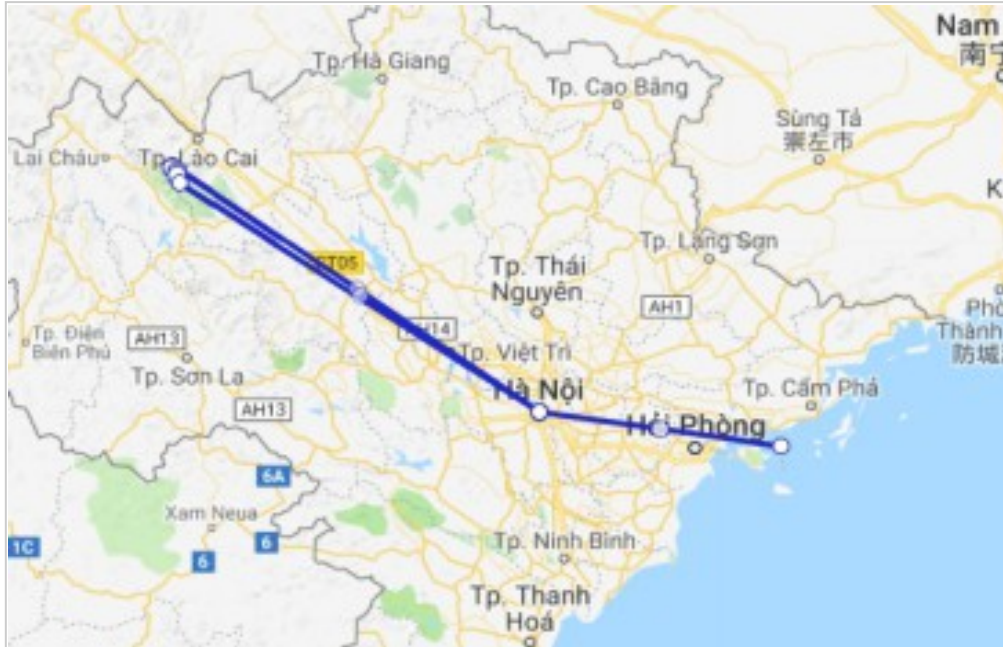 Nam
南宁
Tp. Hà Giang
Tp. Cao Bằng
Sùng Tả
崇左市
Lai Châu
Tp. Lào Cai
K
Tp. Lạng Sơn
CT05
Tp. Thái
Nguyên
AH1
Phò
Thành
防城
Tp. Điện
Biên Phủ
AH13
AH14
Tp. Việt Trì
Tp. Sơn La
Hà Nội
Tp. Cẩm Phả
AH13
Hải Phòng
6A
Xam Neua
1C
6
6
Tp. Ninh Bình
Tp. Thanh
Hoá